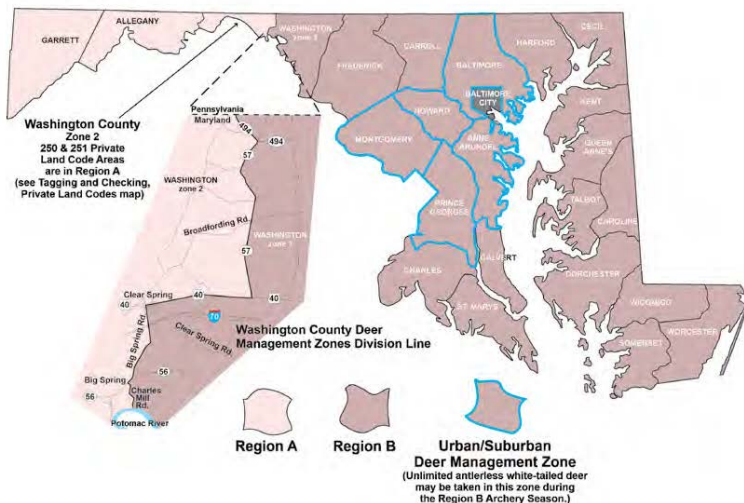 GARRETT
ALLEGANY
WASHINGTON
zone 1
FREDERICK
CARROLL
BALTIMORE
HARFORD
CECIL
BALTIMORE
CITY
HOWARD
MONTGOMERY
ANNE
ARUNDEL
KENT
QUEEN
ANNE'S
PRINCE
GEORGES
TALBOT
CAROLINE
CALVERT
CHARLES
ST MARYS
DORCHESTER
WICOMICO
WORCESTER
SOMERSET
Washington County
Zone 2
250 & 251 Private
Land Code Areas
are in Region A
(see Tagging and Checking,
Private Land Codes map)
Pennsylvania
Maryland
494
494
57
WASHINGTON
zone 2
Broadfording Rd.
WASHINGTON
zone 1
57
Clear Spring
40
40
40
70
Big Spring Rd
Clear Spring Rd.
Big Spring
56
56
Charles
Mill
Rd.
Potomac River
Washington County Deer
Management Zones Division Line
Region A
Region B
Urban/Suburban
Deer Management Zone
(Unlimited antlerless white-tailed deer
may be taken in this zone during
the Region B Archery Season.)